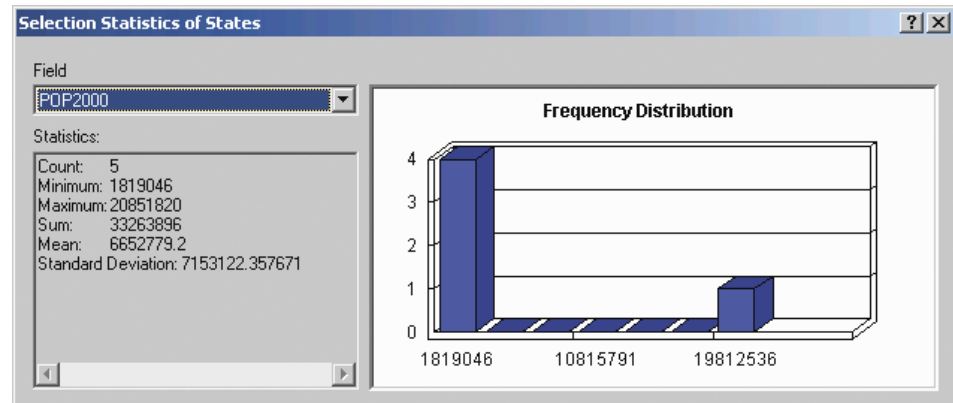 Selection Statistics of States
Field
POP2000
Statistics:
Count: 5
Minimum: 1819046
Maximum: 20851820
Sum: 33263896
Mean: 6652779.2
Standard Deviation: 7153122.357671
Frequency Distribution
4
3
2
1
0
1819046 10815791 19812536